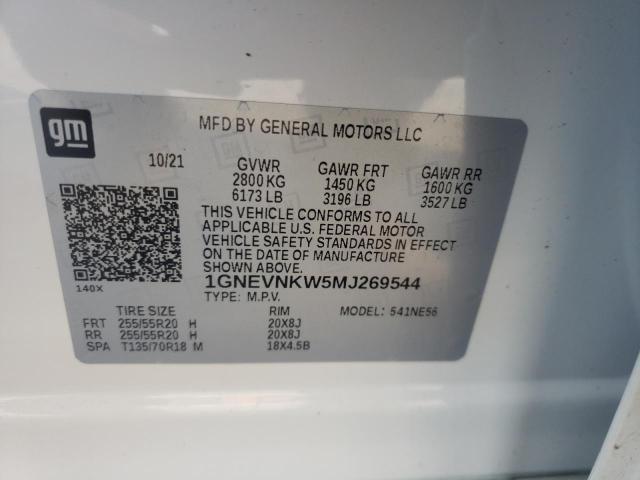 gm
MFD BY GENERAL MOTORS LLC
10/21 GVWR GAWR FRT GAWR RR
2800 KG 1450 KG 1600 KG
6173 LB 3196 LB 3527 LB
THIS VEHICLE CONFORMS TO ALL
APPLICABLE U.S. FEDERAL MOTOR
VEHICLE SAFETY STANDARDS IN EFFECT
ON THE DATE OF MANUFACTURE
SHOWN ABOVE.
140X
1GNEVNKW5MJ269544
TYPE: M.P.V. MODEL: 541NE56
TIRE SIZE RIM
FRT 255/55R20 H 20X8J
RR 255/55R20 H 20X8J
SPA T135/70R18 M 18X4.5B